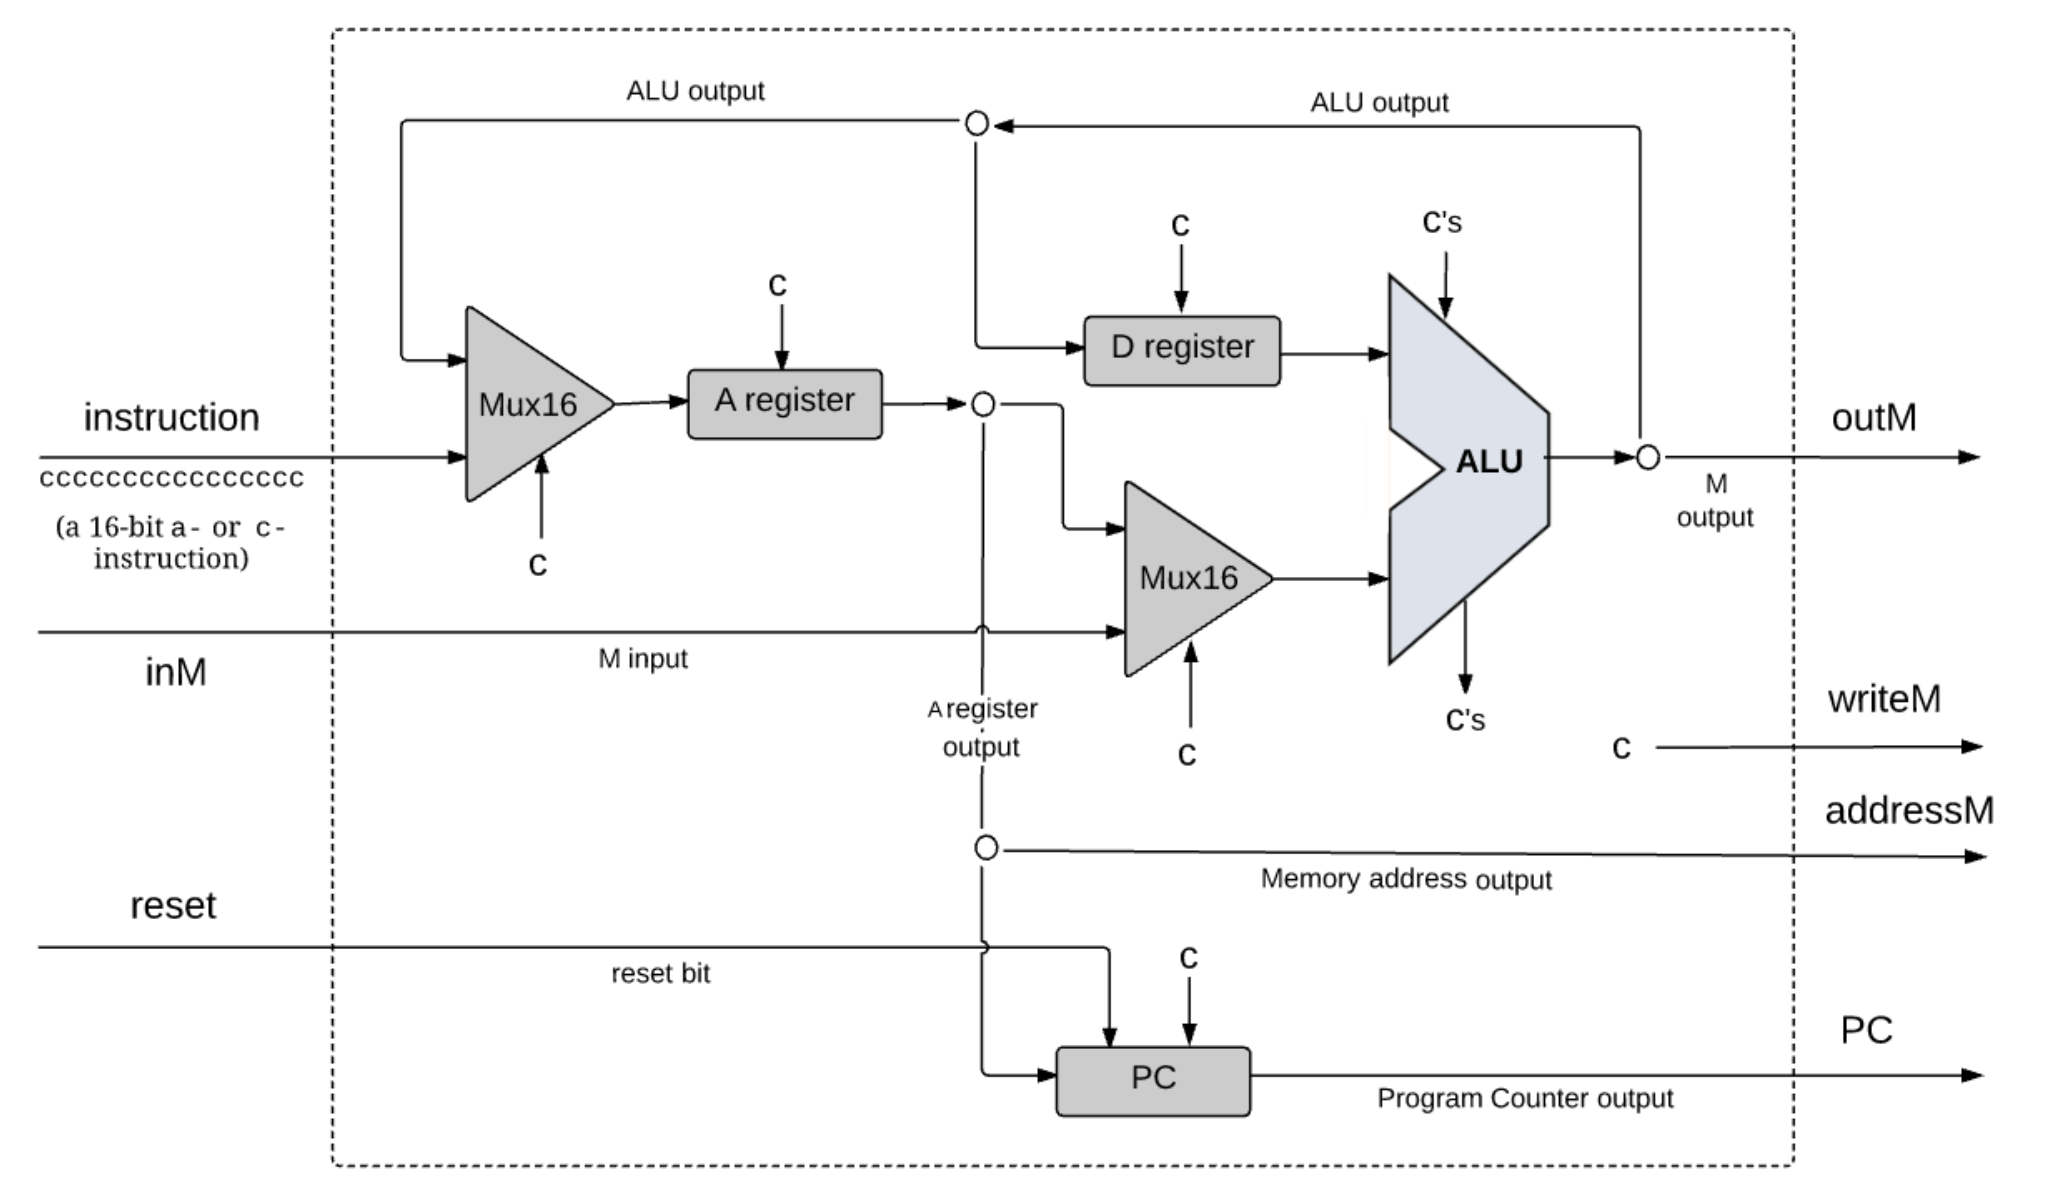 ALU output
ALU output
c
c's
c
Mux16
A register
D register
instruction
cccccccccccccccc
(a 16-bit a- or c-
instruction)
c
ALU
outM
M
output
Mux16
inM
M input
A register
output
c
c's
writeM
c
addressM
Memory address output
reset
reset bit
c
PC
PC
Program Counter output